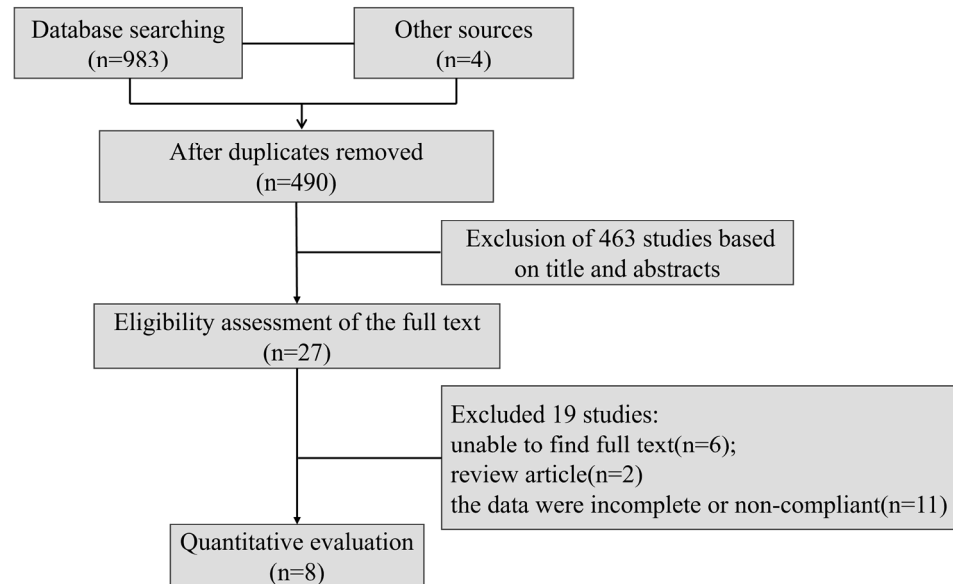 Database searching
(n=983)
Other sources
(n=4)
After duplicates removed
(n=490)
Exclusion of 463 studies based
on title and abstracts
Eligibility assessment of the full text
(n=27)
Excluded 19 studies:
unable to find full text(n=6);
review article(n=2)
the data were incomplete or non-compliant(n=11)
Quantitative evaluation
(n=8)